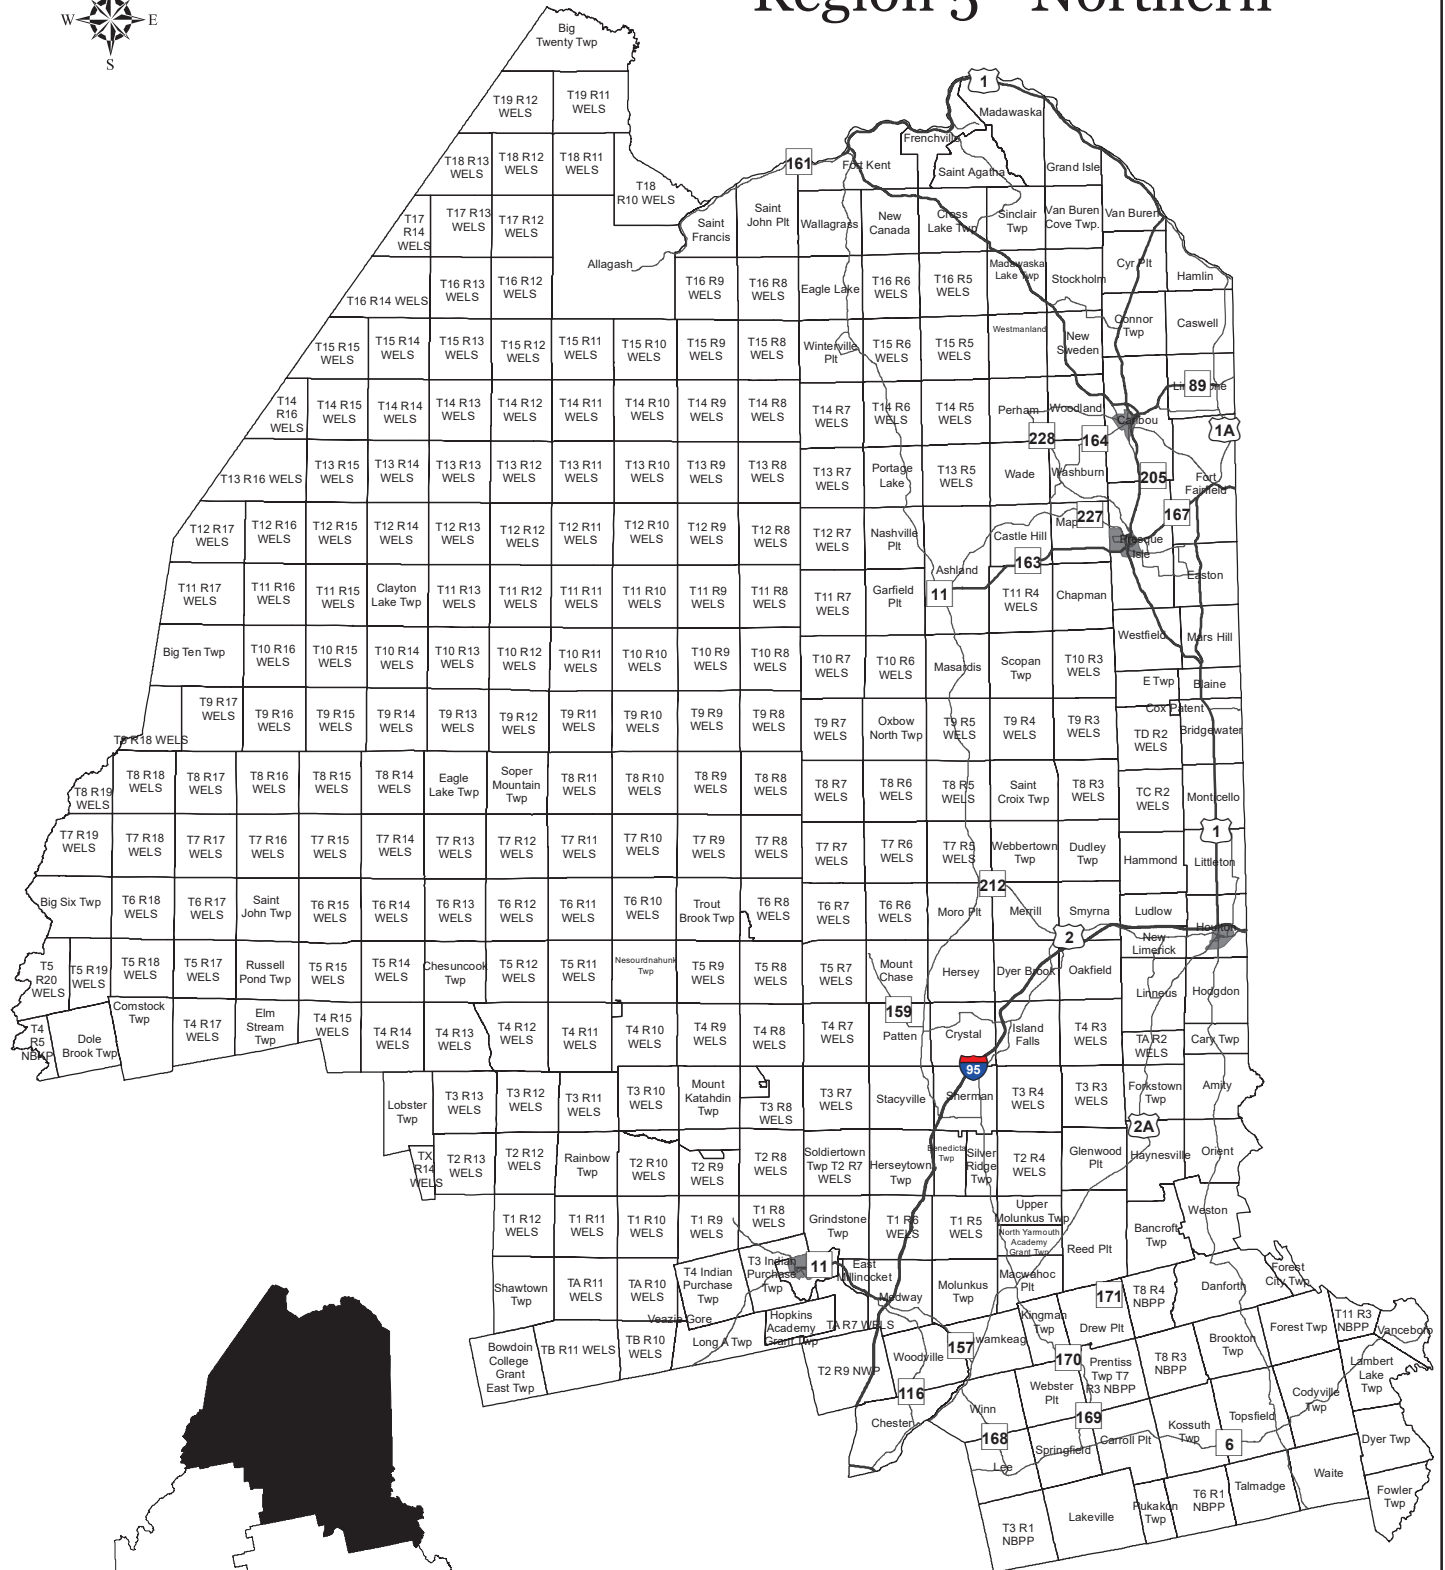 Region 5 - Northern
W E
S
Big
Twenty Twp
T19 R12
WELS
T19 R11
WELS
1
Madawaska
Frenchville
161
Fort Kent
Saint Agatha
Grand Isle
T18 R13
WELS
T18 R12
WELS
T18 R11
WELS
T18
R10 WELS
T17
R14
WELS
T17 R13
WELS
T17 R12
WELS
Allagash
Saint
Francis
Saint
John Plt
Wallagrass
New
Canada
Cross
Lake Twp
Sinclair
Twp
Van Buren
Cove Twp.
Van Buren
T16 R14 WELS
T16 R13
WELS
T16 R12
WELS
T16 R9
WELS
T16 R8
WELS
Eagle Lake
T16 R6
WELS
T16 R5
WELS
Madawaska
Lake Twp
Stockholm
Cyr Plt
Hamlin
T15 R15
WELS
T15 R14
WELS
T15 R13
WELS
T15 R12
WELS
T15 R11
WELS
T15 R10
WELS
T15 R9
WELS
T15 R8
WELS
Winterville
Plt
T15 R6
WELS
T15 R5
WELS
Westmanland
New
Sweden
Connor
Twp
Caswell
T14
R16
WELS
T14 R15
WELS
T14 R14
WELS
T14 R13
WELS
T14 R12
WELS
T14 R11
WELS
T14 R10
WELS
T14 R9
WELS
T14 R8
WELS
T14 R7
WELS
T14 R6
WELS
T14 R5
WELS
Perham
Woodland
Caribou
89
1A
228
164
T13 R16 WELS
T13 R15
WELS
T13 R14
WELS
T13 R13
WELS
T13 R12
WELS
T13 R11
WELS
T13 R10
WELS
T13 R9
WELS
T13 R8
WELS
T13 R7
WELS
Portage
Lake
T13 R5
WELS
Wade
Washburn
205
Fort
Fairfield
T12 R17
WELS
T12 R16
WELS
T12 R15
WELS
T12 R14
WELS
T12 R13
WELS
T12 R12
WELS
T12 R11
WELS
T12 R10
WELS
T12 R9
WELS
T12 R8
WELS
T12 R7
WELS
Nashville
Plt
Castle Hill
Map
227
167
Presque
Isle
163
T11 R17
WELS
T11 R16
WELS
T11 R15
WELS
Clayton
Lake Twp
T11 R13
WELS
T11 R12
WELS
T11 R11
WELS
T11 R10
WELS
T11 R9
WELS
T11 R8
WELS
T11 R7
WELS
Garfield
Plt
Ashland
11
T11 R4
WELS
Chapman
Easton
Big Ten Twp
T10 R16
WELS
T10 R15
WELS
T10 R14
WELS
T10 R13
WELS
T10 R12
WELS
T10 R11
WELS
T10 R10
WELS
T10 R9
WELS
T10 R8
WELS
T10 R7
WELS
T10 R6
WELS
Masardis
Scopan
Twp
T10 R3
WELS
Westfield
Mars Hill
E Twp
Blaine
T9 R18 WELS
T9 R17
WELS
T9 R16
WELS
T9 R15
WELS
T9 R14
WELS
T9 R13
WELS
T9 R12
WELS
T9 R11
WELS
T9 R10
WELS
T9 R9
WELS
T9 R8
WELS
T9 R7
WELS
Oxbow
North Twp
T9 R5
WELS
T9 R4
WELS
T9 R3
WELS
Cox Patent
TD R2
WELS
Bridgewater
T8 R19
WELS
T8 R18
WELS
T8 R17
WELS
T8 R16
WELS
T8 R15
WELS
T8 R14
WELS
Eagle
Lake Twp
Soper
Mountain
Twp
T8 R11
WELS
T8 R10
WELS
T8 R9
WELS
T8 R8
WELS
T8 R7
WELS
T8 R6
WELS
T8 R5
WELS
Saint
Croix Twp
T8 R3
WELS
TC R2
WELS
Monticello
1
T7 R19
WELS
T7 R18
WELS
T7 R17
WELS
T7 R16
WELS
T7 R15
WELS
T7 R14
WELS
T7 R13
WELS
T7 R12
WELS
T7 R11
WELS
T7 R10
WELS
T7 R9
WELS
T7 R8
WELS
T7 R7
WELS
T7 R6
WELS
T7 R5
WELS
Webbertown
Twp
Dudley
Twp
Hammond
Littleton
212
Big Six Twp
T6 R18
WELS
T6 R17
WELS
Saint
John Twp
T6 R15
WELS
T6 R14
WELS
T6 R13
WELS
T6 R12
WELS
T6 R11
WELS
T6 R10
WELS
Trout
Brook Twp
T6 R8
WELS
T6 R7
WELS
T6 R6
WELS
Moro Plt
Merrill
Smyrna
Ludlow
Houlton
2
New
Limerick
T5
R20
WELS
T5 R19
WELS
T5 R18
WELS
T5 R17
WELS
Russell
Pond Twp
T5 R15
WELS
T5 R14
WELS
Chesuncook
Twp
T5 R12
WELS
T5 R11
WELS
Nesourdnahunk
Twp
T5 R9
WELS
T5 R8
WELS
T5 R7
WELS
Mount
Chase
Hersey
Dyer Brook
Oakfield
Linneus
Hodgdon
T4
R5
NBKP
Dole
Brook Twp
Comstock
Twp
T4 R17
WELS
Elm
Stream
Twp
T4 R15
WELS
T4 R14
WELS
T4 R13
WELS
T4 R12
WELS
T4 R11
WELS
T4 R10
WELS
T4 R9
WELS
T4 R8
WELS
T4 R7
WELS
159
Patten
Crystal
Island
Falls
T4 R3
WELS
TA R2
WELS
Cary Twp
95
Lobster
Twp
T3 R13
WELS
T3 R12
WELS
T3 R11
WELS
T3 R10
WELS
Mount
Katahdin
Twp
T3 R8
WELS
T3 R7
WELS
Stacyville
Sherman
T3 R4
WELS
T3 R3
WELS
Forkstown
Twp
Amity
2A
TX
R14
WELS
T2 R13
WELS
T2 R12
WELS
Rainbow
Twp
T2 R10
WELS
T2 R9
WELS
T2 R8
WELS
Soldiertown
Twp T2 R7
WELS
Herseytown
Twp
Benedicta
Twp
Silver
Ridge
Twp
T2 R4
WELS
Glenwood
Plt
Haynesville
Orient
T1 R12
WELS
T1 R11
WELS
T1 R10
WELS
T1 R9
WELS
T1 R8
WELS
Grindstone
Twp
T1 R6
WELS
T1 R5
WELS
Upper
Molunkus Twp
North Yarmouth
Academy
Grant Twp
Reed Plt
Bancroft
Twp
Weston
Shawtown
Twp
TA R11
WELS
TA R10
WELS
T4 Indian
Purchase
Twp
T3 Indian
Purchase
Twp
11
East
Millinocket
Medway
Molunkus
Twp
Macwahoc
Plt
171
T8 R4
NBPP
Danforth
Forest
City Twp
Veazie Gore
Hopkins
Academy
Grant Twp
TA R7 WELS
Kingman
Twp
Drew Plt
Brookton
Twp
Forest Twp
T11 R3
NBPP
Vanceboro
Bowdoin
College
Grant
East Twp
TB R11 WELS
TB R10
WELS
Long A Twp
T2 R9 NWP
Woodville
157
wamkeag
170
Prentiss
Twp T7
R3 NBPP
T8 R3
NBPP
Lambert
Lake
Twp
116
Chester
Winn
Webster
Plt
169
Codyville
Twp
Topsfield
Kossuth
Twp
6
168
Lee
Springfield
Carroll Plt
Dyer Twp
Waite
Talmadge
Fowler
Twp
T3 R1
NBPP
Lakeville
Pukakon
Twp
T6 R1
NBPP